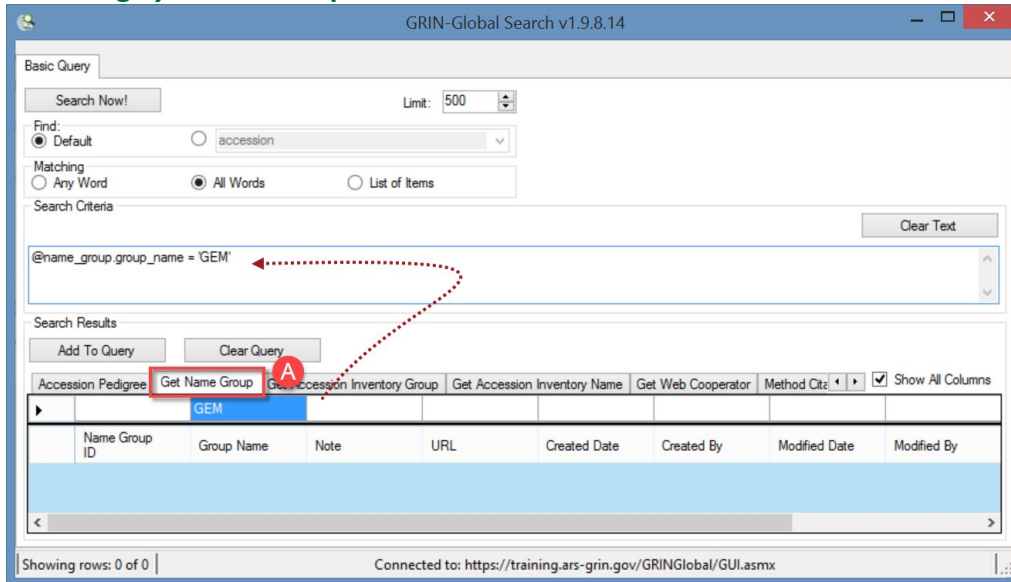 GRIN-Global Search v1.9.8.14
Basic Query
Search Now! Limit: 500
Find:
Default accession
Matching
Any Word All Words List of Items
Search Criteria
Clear Text
@name_group.group_name = 'GEM'
Search Results
Add To Query Clear Query
A
Accession Pedigree Get Name Group Accession Inventory Group Get Accession Inventory Name Get Web Cooperator Method Show All Columns
GEM
Name Group ID Group Name Note URL Created Date Created By Modified Date Modified By
Showing rows: 0 of 0 Connected to: https://training.ars-grin.gov/GRINGlobal/GUI.asmx